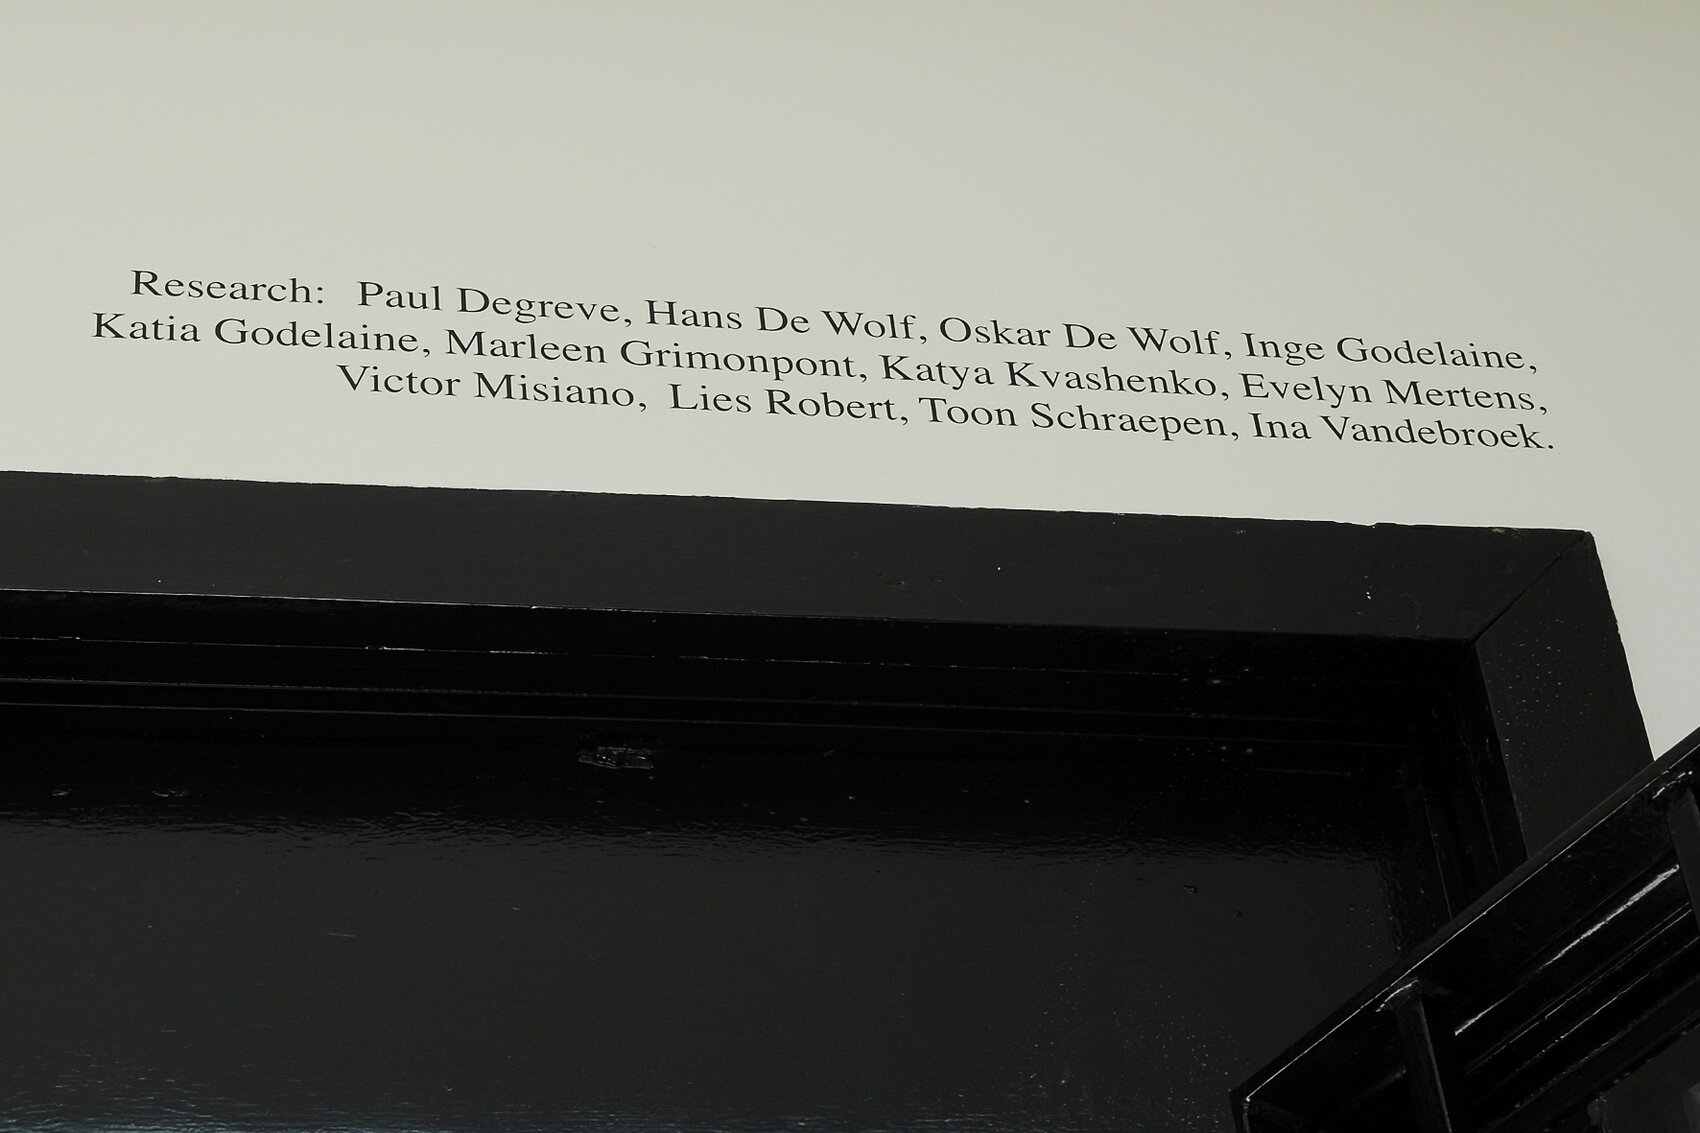 Research: Paul Degreve, Hans De Wolf, Oskar De Wolf, Inge Godelaine,
Katia Godelaine, Marleen Grimonpont, Katya Kvashenko, Evelyn Mertens,
Victor Misiano, Lies Robert, Toon Schraepen, Ina Vandebroek.